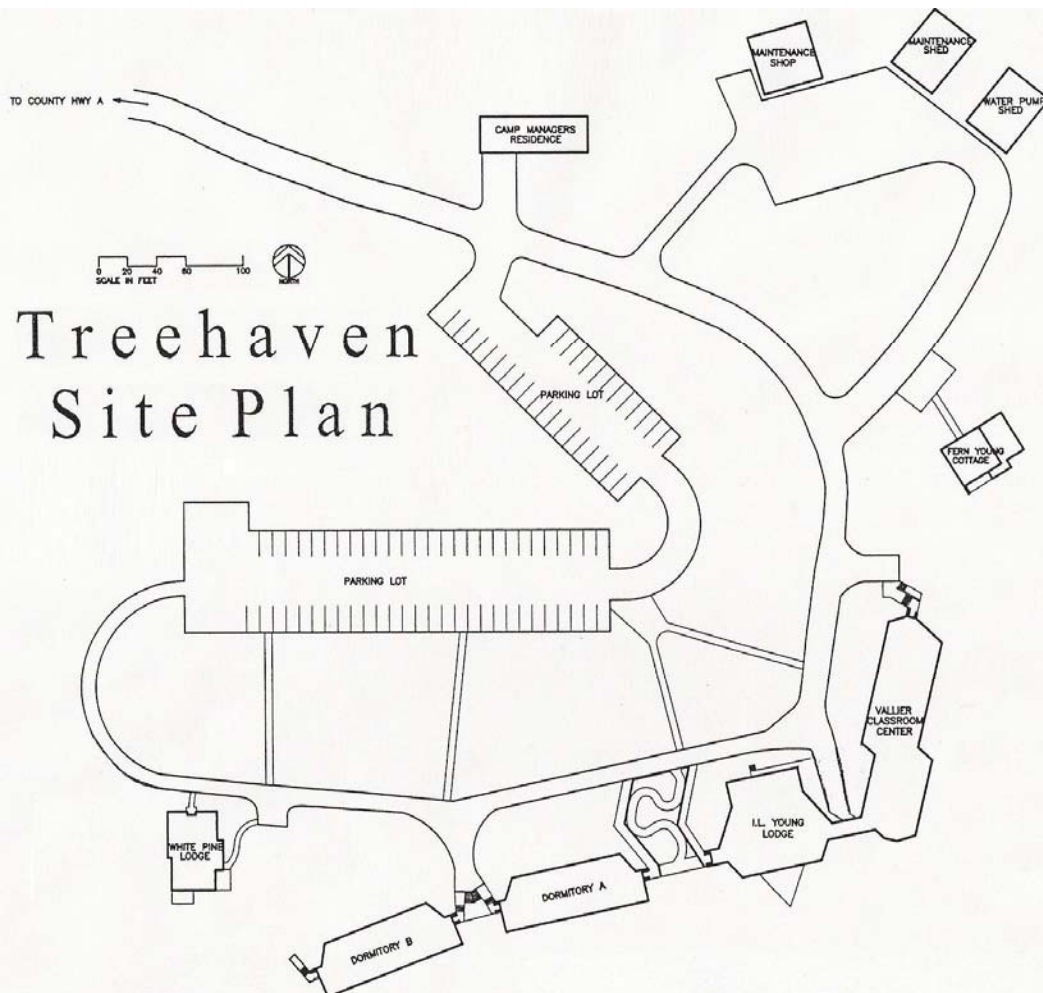 MAINTENANCE
SHOP
MAINTENANCE
SHED
WATER PUMP
SHED
TO COUNTY HWY A
CAMP MANAGERS
RESIDENCE
0 20 40 60 100
SCALE IN FEET
NORTH
Treehaven
Site Plan
PARKING LOT
FERN YOUNG
COTTAGE
PARKING LOT
VALLIER
CLASSROOM
CENTER
I.L. YOUNG
LODGE
WHITE PINE
LODGE
DORMITORY A
DORMITORY B